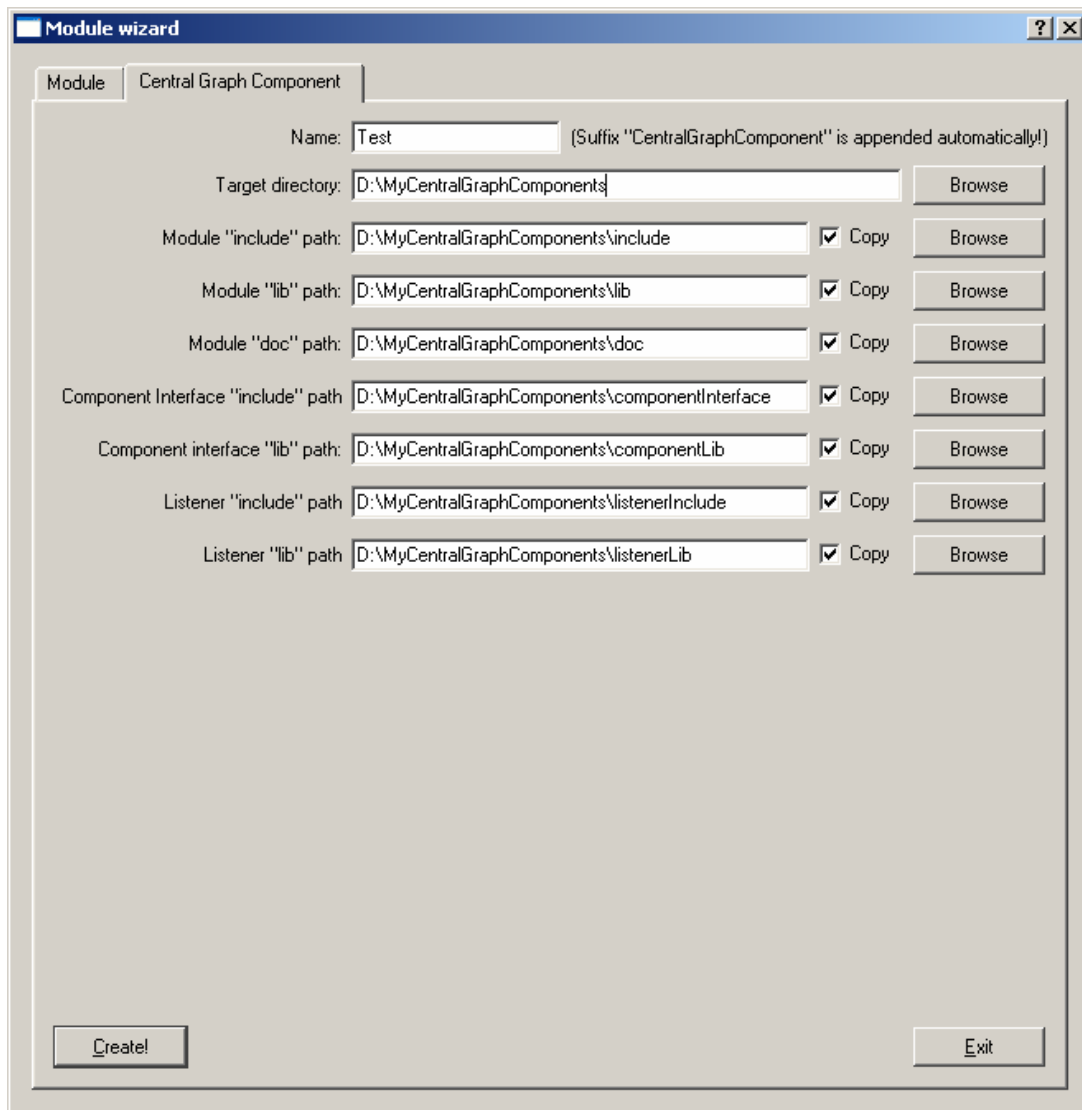 Module wizard
Module Central Graph Component
Name: Test (Suffix "CentralGraphComponent" is appended automatically!)
Target directory: D:\MyCentralGraphComponents Browse
Module "include" path: D:\MyCentralGraphComponents\include Copy Browse
Module "lib" path: D:\MyCentralGraphComponents\lib Copy Browse
Module "doc" path: D:\MyCentralGraphComponents\doc Copy Browse
Component Interface "include" path D:\MyCentralGraphComponents\componentInterface Copy Browse
Component interface "lib" path: D:\MyCentralGraphComponents\componentLib Copy Browse
Listener "include" path D:\MyCentralGraphComponents\listenerInclude Copy Browse
Listener "lib" path D:\MyCentralGraphComponents\listenerLib Copy Browse
Create! Exit